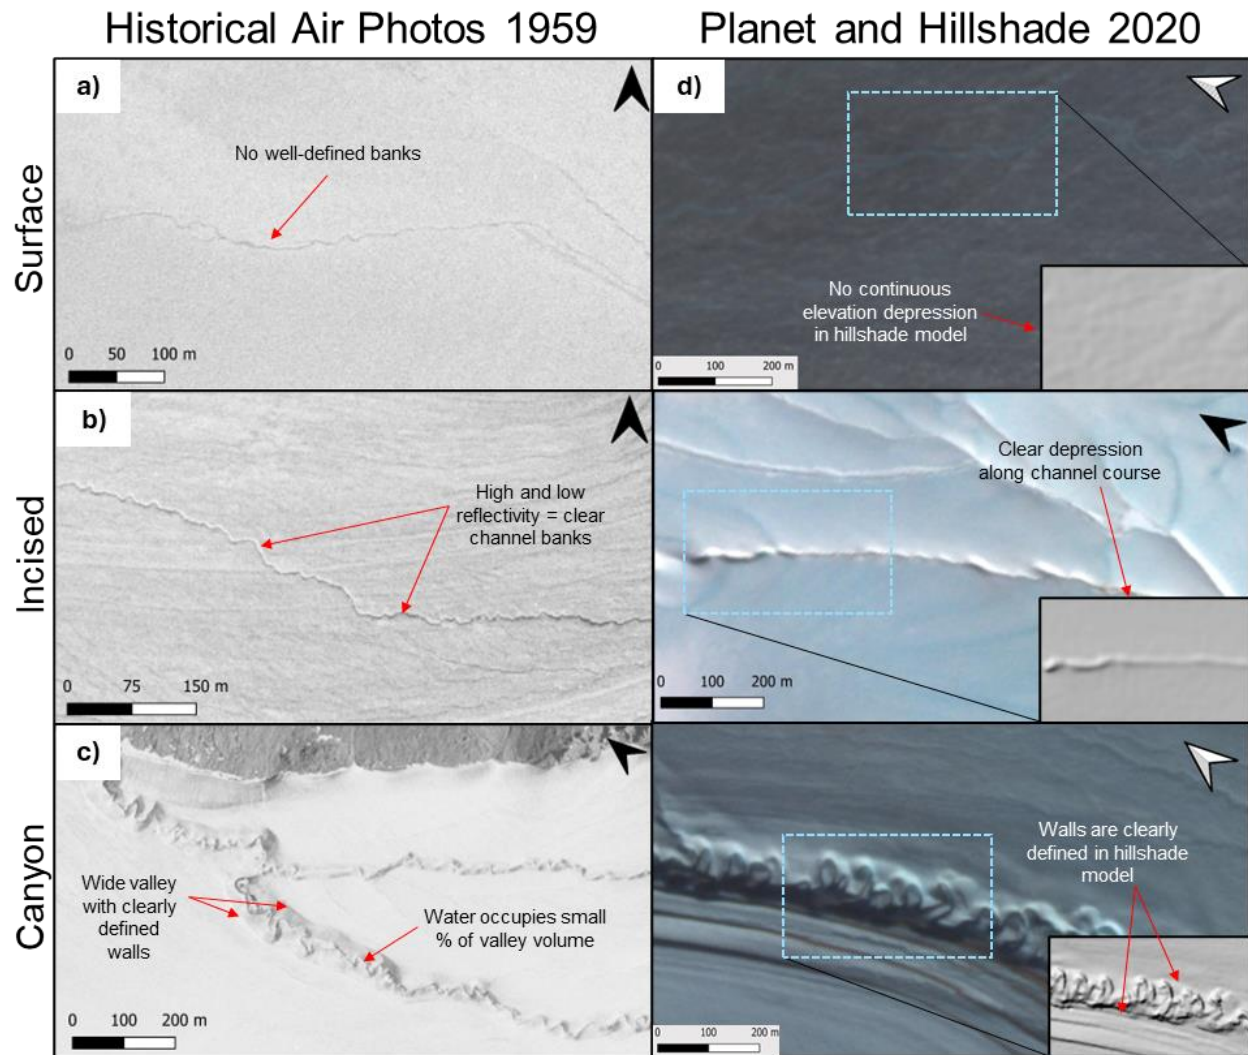 Historical Air Photos 1959
Planet and Hillshade 2020
Surface
a)
No well-defined banks
0 50 100 m
d)
No continuous
elevation depression
in hillshade model
0 100 200 m
Incised
b)
High and low
reflectivity = clear
channel banks
0 75 150 m
Clear depression
along channel course
0 100 200 m
Canyon
c)
Wide valley
with clearly
defined
walls
Water occupies small
% of valley volume
0 100 200 m
Walls are clearly
defined in hillshade
model
0 100 200 m